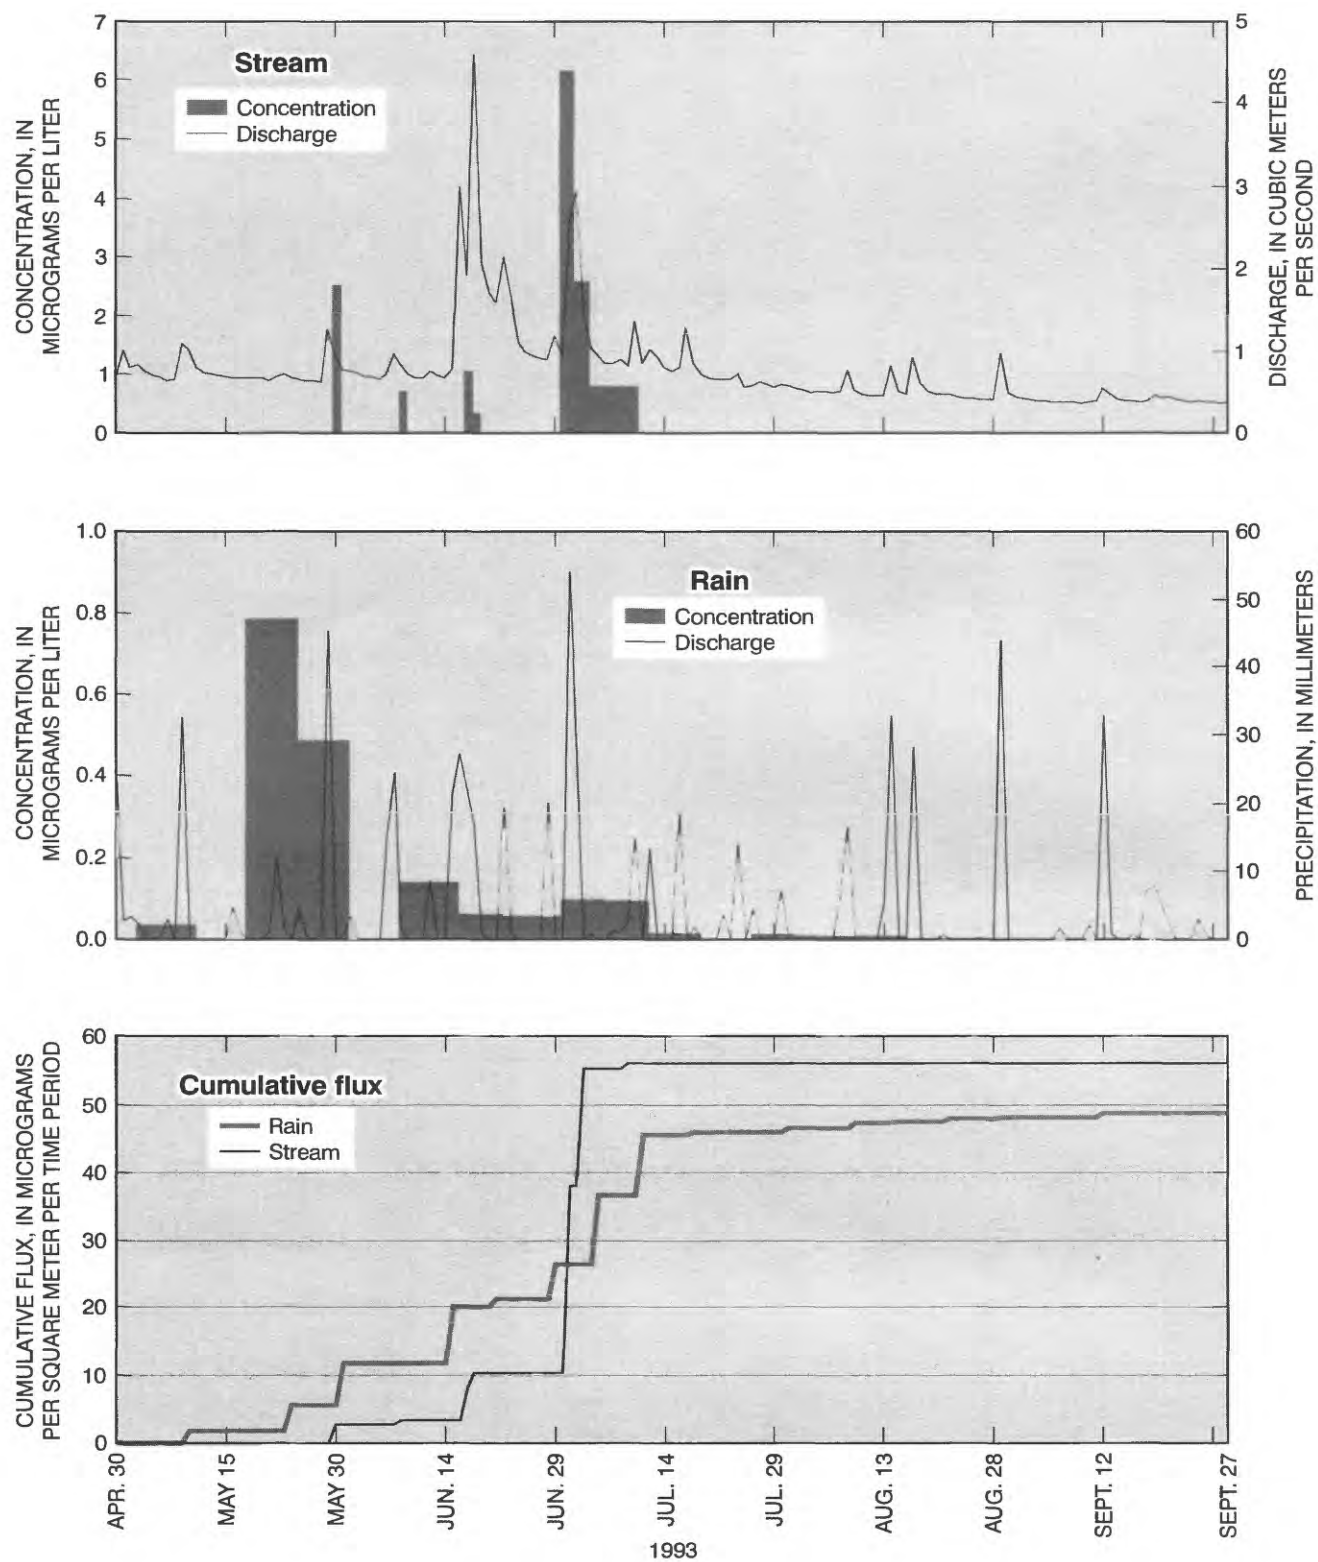 7
6
5
4
3
2
1
0
CONCENTRATION, IN
MICROGRAMS PER LITER
Stream
Concentration
Discharge
5
4
3
2
1
0
DISCHARGE, IN CUBIC METERS
PER SECOND
1.0
0.8
0.6
0.4
0.2
0.0
CONCENTRATION, IN
MICROGRAMS PER LITER
Rain
Concentration
Discharge
60
50
40
30
20
10
0
PRECIPITATION, IN MILLIMETERS
60
50
40
30
20
10
0
CUMULATIVE FLUX, IN MICROGRAMS
PER SQUARE METER PER TIME PERIOD
Cumulative flux
Rain
Stream
APR. 30
MAY 15
MAY 30
JUN. 14
JUN. 29
JUL. 14
JUL. 29
AUG. 13
AUG. 28
SEPT. 12
SEPT. 27
1993